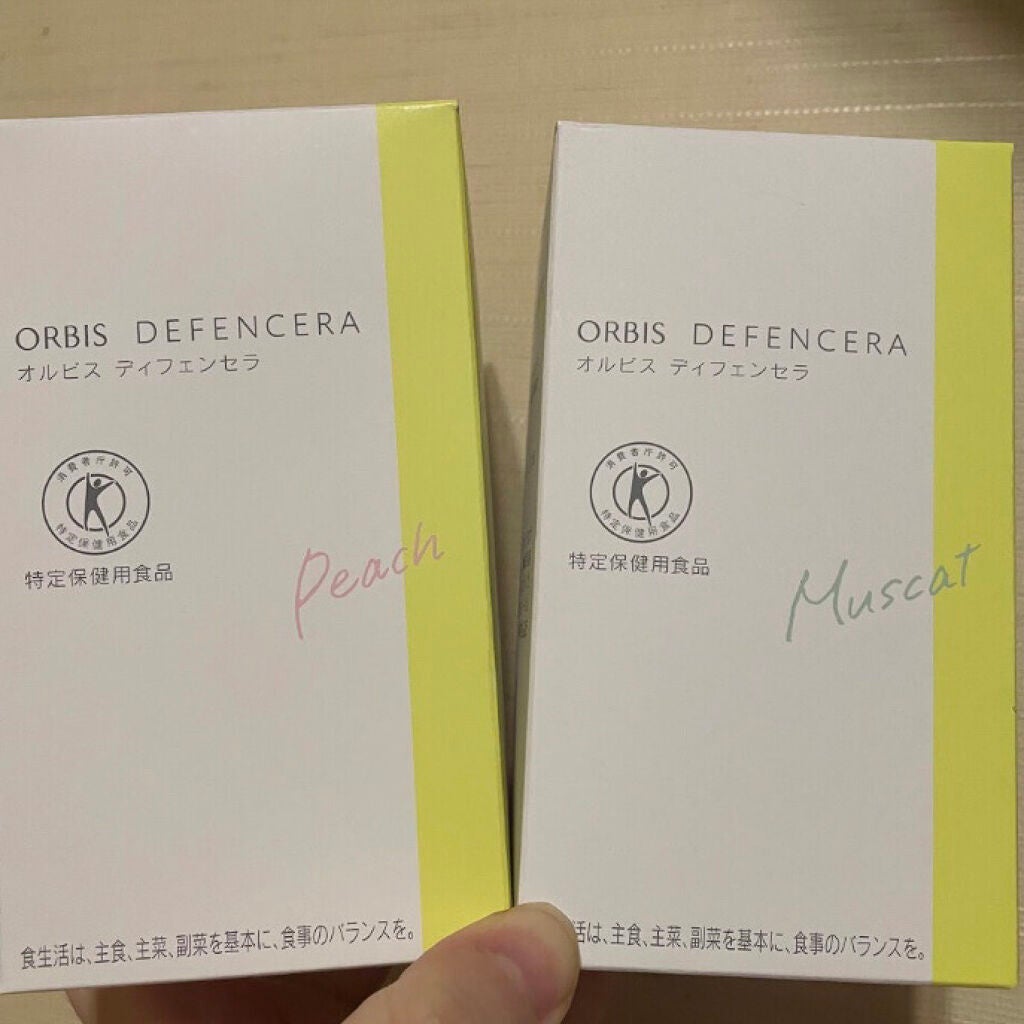 ORBIS DEFENCERA
オルビス ディフェンセラ
消費者庁許可
特定保健用食品
特定保健用食品
Peach
食生活は、主食、主菜、副菜を基本に、食事のバランスを。
ORBIS DEFENCERA
オルビス ディフェンセラ
消費者庁許可
特定保健用食品
特定保健用食品
Muscat
活は、主食、主菜、副菜を基本に、食事のバランスを。